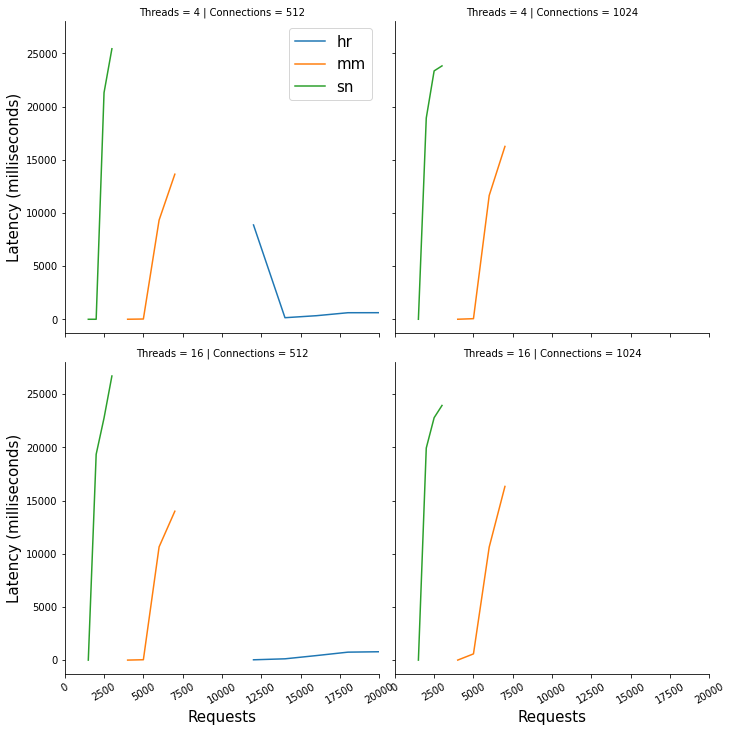 Threads = 4 | Connections = 512
Threads = 4 | Connections = 1024
hr
mm
sn
25000
20000
15000
10000
5000
0
Latency (milliseconds)
Threads = 16 | Connections = 512
Threads = 16 | Connections = 1024
25000
20000
15000
10000
5000
0
Latency (milliseconds)
0 2500 5000 7500 10000 12500 15000 17500 20000
0 2500 5000 7500 10000 12500 15000 17500 20000
Requests
Requests